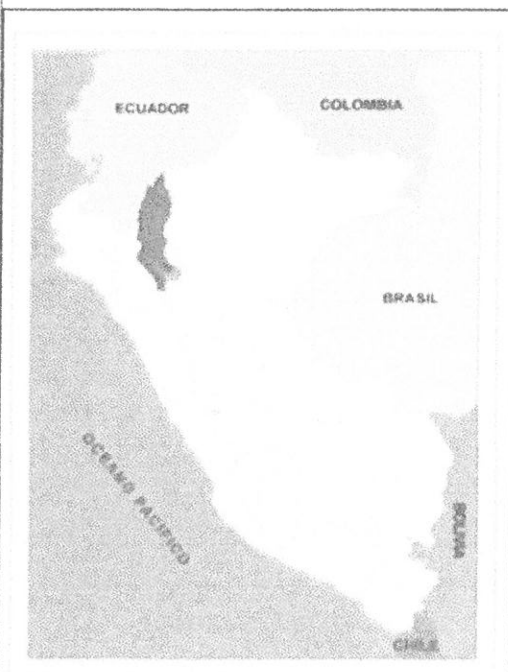 ECUADOR
COLOMBIA
BRASIL
OCEANO PACIFICO
BOLIVIA
CHILE